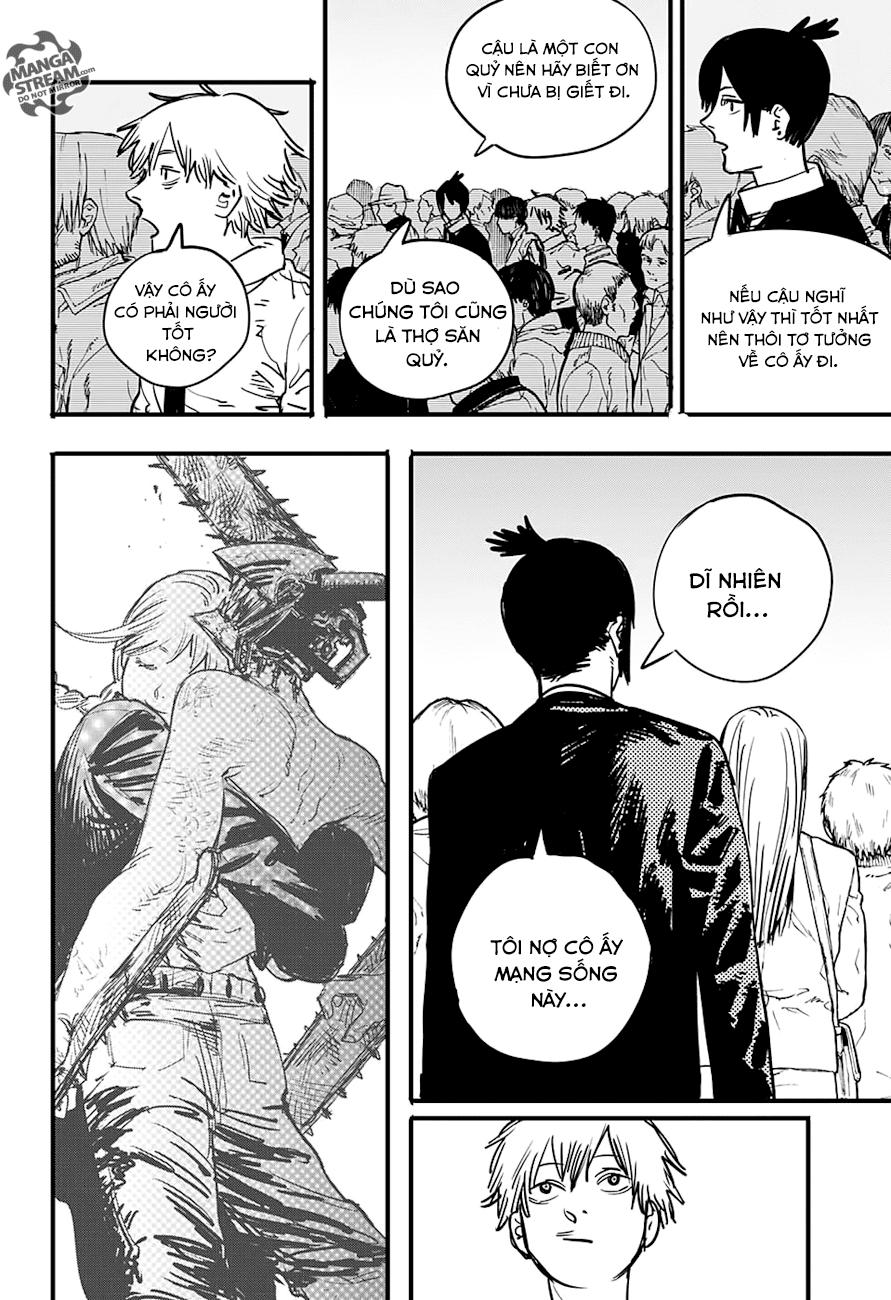 MANGA
STREAM.com
DO NOT MIRROR!
NẾU CẬU NGHĨ
NHƯ VẬY THÌ TỐT NHẤT
NÊN THÔI TƠ TƯỞNG
VỀ CÔ ẤY ĐI.
CẬU LÀ MỘT CON
QUỶ NÊN HÃY BIẾT ƠN
VÌ CHƯA BỊ GIẾT ĐI.
DÙ SAO
CHÚNG TÔI CŨNG
LÀ THỢ SĂN
QUỶ.
VẬY CÔ ẤY
CÓ PHẢI NGƯỜI
TỐT
KHÔNG?
DĨ NHIÊN
RỒI...
TÔI NỢ CÔ ẤY
MẠNG SỐNG
NÀY...